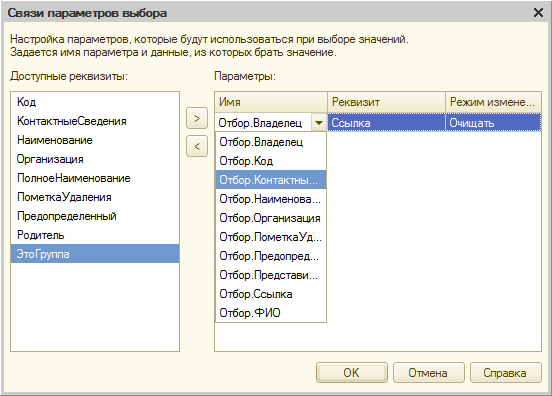 Связи параметров выбора
Настройка параметров, которые будут использоваться при выборе значений.
Задается имя параметра и данные, из которых брать значение.
Доступные реквизиты:
Параметры:
Код
КонтактныеСведения
Наименование
Организация
ПолноеНаименование
ПометкаУдаления
Предопределенный
Родитель
ЭтоГруппа
>
<
Имя Реквизит Режим измене...
Отбор.Владелец Ссылка Очищать
Отбор.Владелец
Отбор.Код
Отбор.Контактны...
Отбор.Наименова...
Отбор.Организация
Отбор.ПометкаУд...
Отбор.Предопред...
Отбор.Представи...
Отбор.Ссылка
Отбор.ФИО
OK Отмена Справка